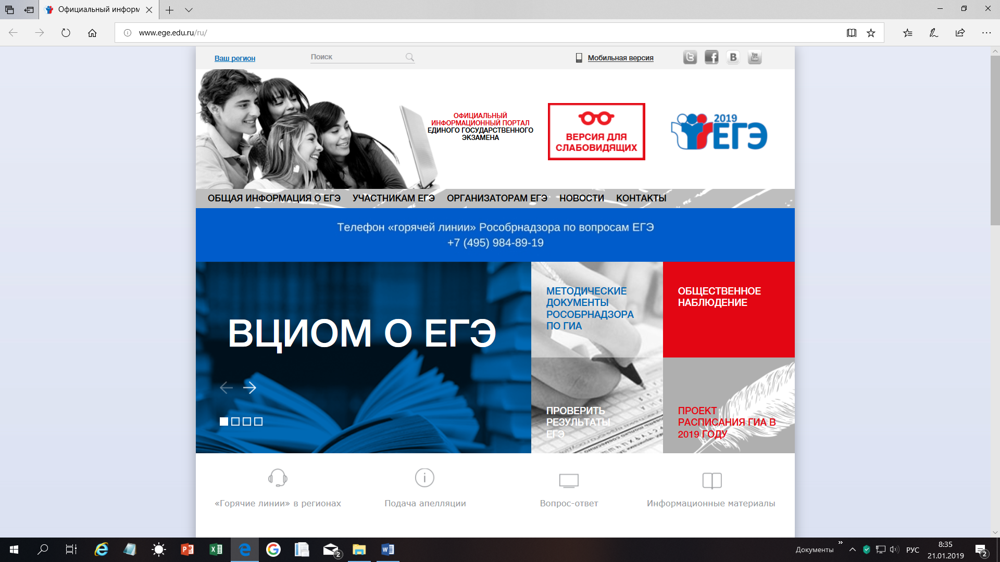 Официальный информ
www.ege.edu.ru/ru/
Ваш регион
Поиск
Мобильная версия
You
ОФИЦИАЛЬНЫЙ
ИНФОРМАЦИОННЫЙ ПОРТАЛ
ЕДИНОГО ГОСУДАРСТВЕННОГО
ЭКЗАМЕНА
ВЕРСИЯ ДЛЯ
СЛАБОВИДЯЩИХ
2019
ЕГЭ
ОБЩАЯ ИНФОРМАЦИЯ О ЕГЭ УЧАСТНИКАМ ЕГЭ ОРГАНИЗАТОРАМ ЕГЭ НОВОСТИ КОНТАКТЫ
Телефон «горячей линии» Рособрнадзора по вопросам ЕГЭ
+7 (495) 984-89-19
ВЦИОМ О ЕГЭ
МЕТОДИЧЕСКИЕ
ДОКУМЕНТЫ
РОСОБРНАДЗОРА
ПО ГИА
ОБЩЕСТВЕННОЕ
НАБЛЮДЕНИЕ
ПРОВЕРИТЬ
РЕЗУЛЬТАТЫ
ЕГЭ
ПРОЕКТ
РАСПИСАНИЯ ГИА В
2019 ГОДУ
«Горячие линии» в регионах
Подача апелляции
Вопрос-ответ
Информационные материалы
2
Документы
РУС
8:35
21.01.2019
2